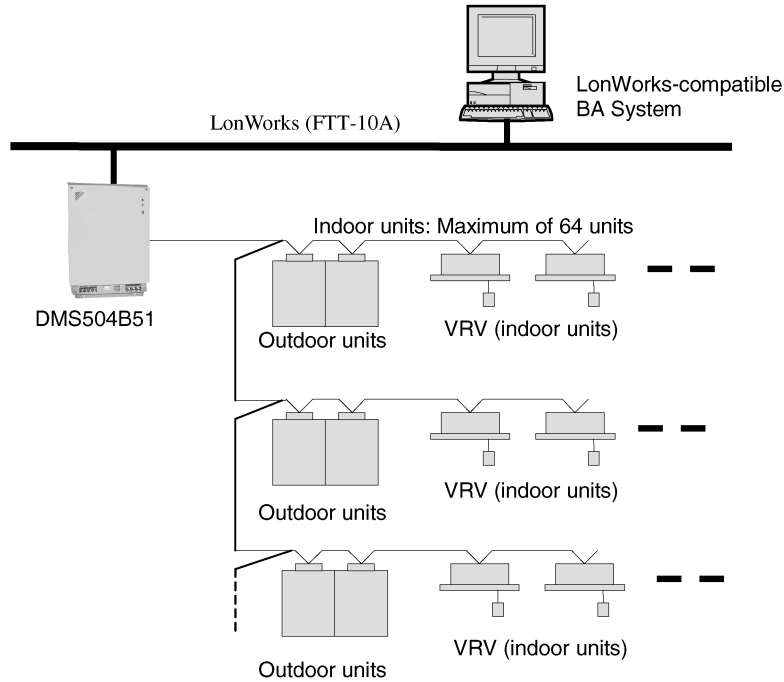 LonWorks-compatible
BA System
LonWorks (FTT-10A)
Indoor units: Maximum of 64 units
DMS504B51
Outdoor units
VRV (indoor units)
Outdoor units
VRV (indoor units)
Outdoor units
VRV (indoor units)